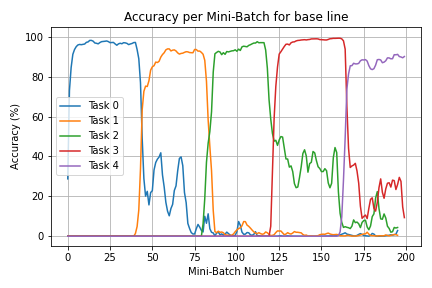 Accuracy per Mini-Batch for base line
Accuracy (%)
100
80
60
40
20
0
Task 0
Task 1
Task 2
Task 3
Task 4
0 25 50 75 100 125 150 175 200
Mini-Batch Number